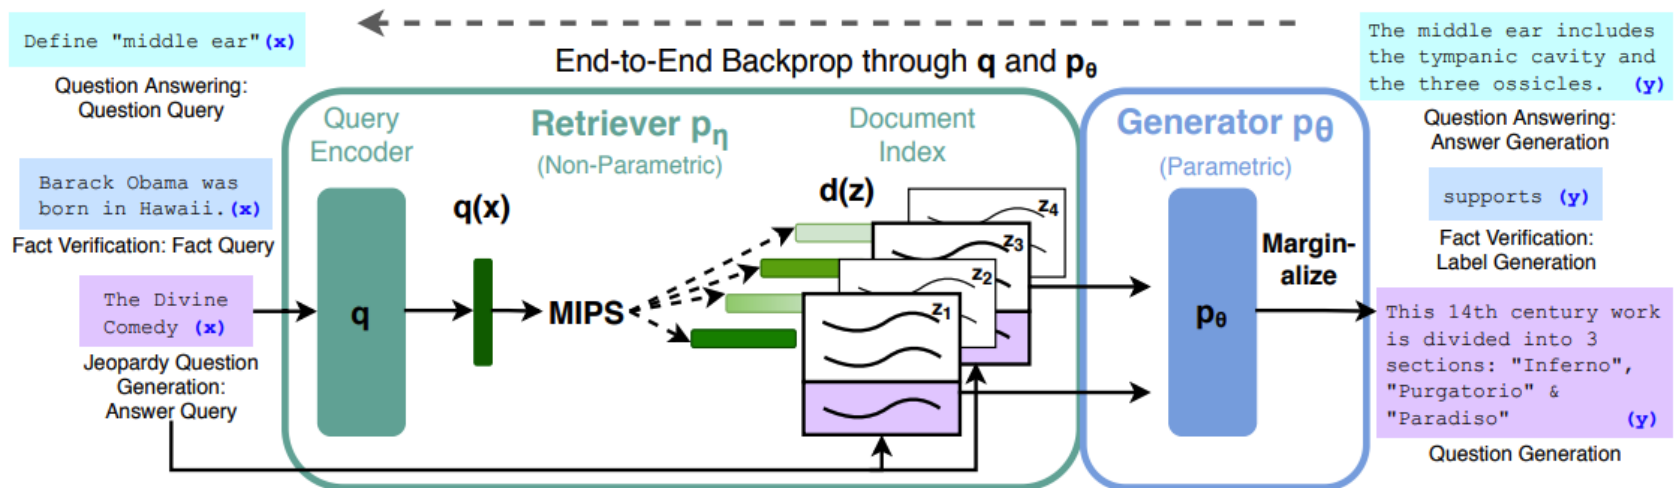 Define "middle ear"(x)
Question Answering:
Question Query
Barack Obama was
born in Hawaii.(x)
Fact Verification: Fact Query
The Divine
Comedy (x)
Jeopardy Question
Generation:
Answer Query
End-to-End Backprop through q and pθ
Query
Encoder
q
q(x)
Retriever pη
(Non-Parametric)
MIPS
Document
Index
d(z)
z4
z3
z2
z1
Generator pθ
(Parametric)
pθ
Margin-
alize
The middle ear includes
the tympanic cavity and
the three ossicles. (y)
Question Answering:
Answer Generation
supports (y)
Fact Verification:
Label Generation
This 14th century work
is divided into 3
sections: "Inferno",
"Purgatorio" &
"Paradiso" (y)
Question Generation